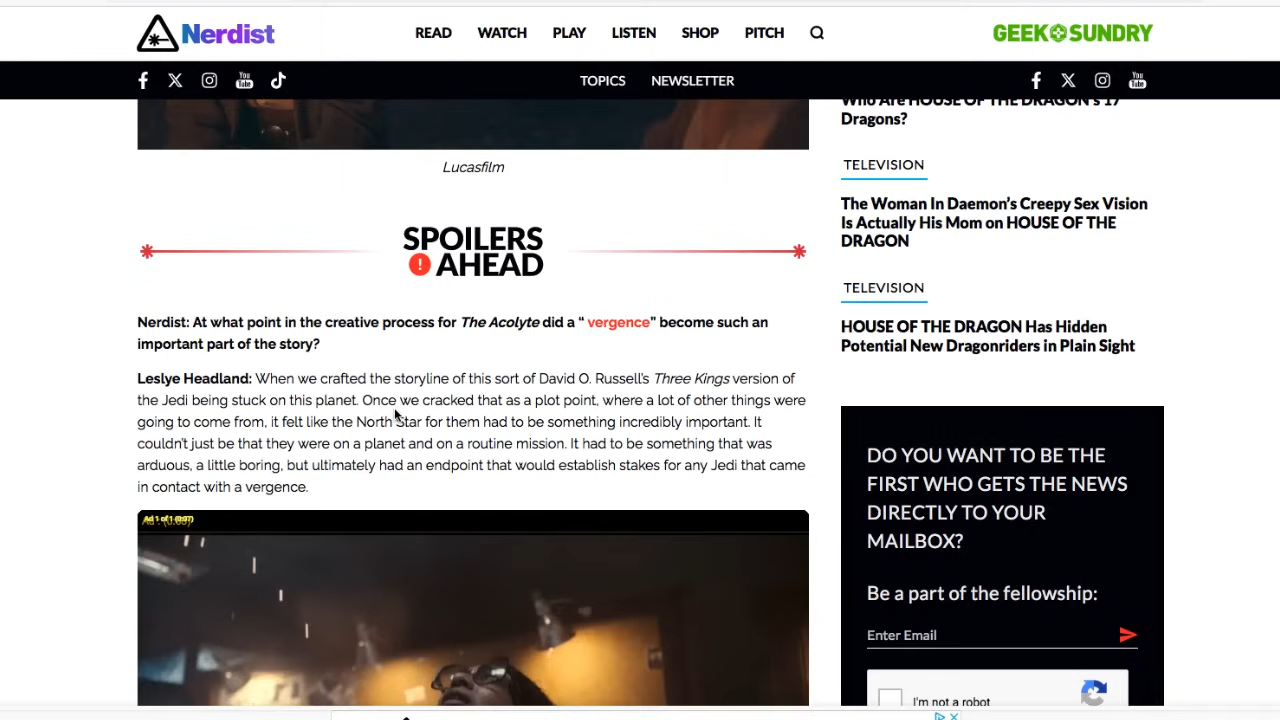 Nerdist
READ WATCH PLAY LISTEN SHOP PITCH
GEEK SUNDRY
TOPICS NEWSLETTER
Lucasfilm
SPOILERS
AHEAD
Nerdist: At what point in the creative process for The Acolyte did a “ vergence” become such an
important part of the story?
Leslye Headland: When we crafted the storyline of this sort of David O. Russell’s Three Kings version of
the Jedi being stuck on this planet. Once we cracked that as a plot point, where a lot of other things were
going to come from, it felt like the North Star for them had to be something incredibly important. It
couldn’t just be that they were on a planet and on a routine mission. It had to be something that was
arduous, a little boring, but ultimately had an endpoint that would establish stakes for any Jedi that came
in contact with a vergence.
Who Are HOUSE OF THE DRAGON’s 17
Dragons?
TELEVISION
The Woman In Daemon’s Creepy Sex Vision
Is Actually His Mom on HOUSE OF THE
DRAGON
TELEVISION
HOUSE OF THE DRAGON Has Hidden
Potential New Dragonriders in Plain Sight
DO YOU WANT TO BE THE
FIRST WHO GETS THE NEWS
DIRECTLY TO YOUR
MAILBOX?
Be a part of the fellowship:
Enter Email
I'm not a robot